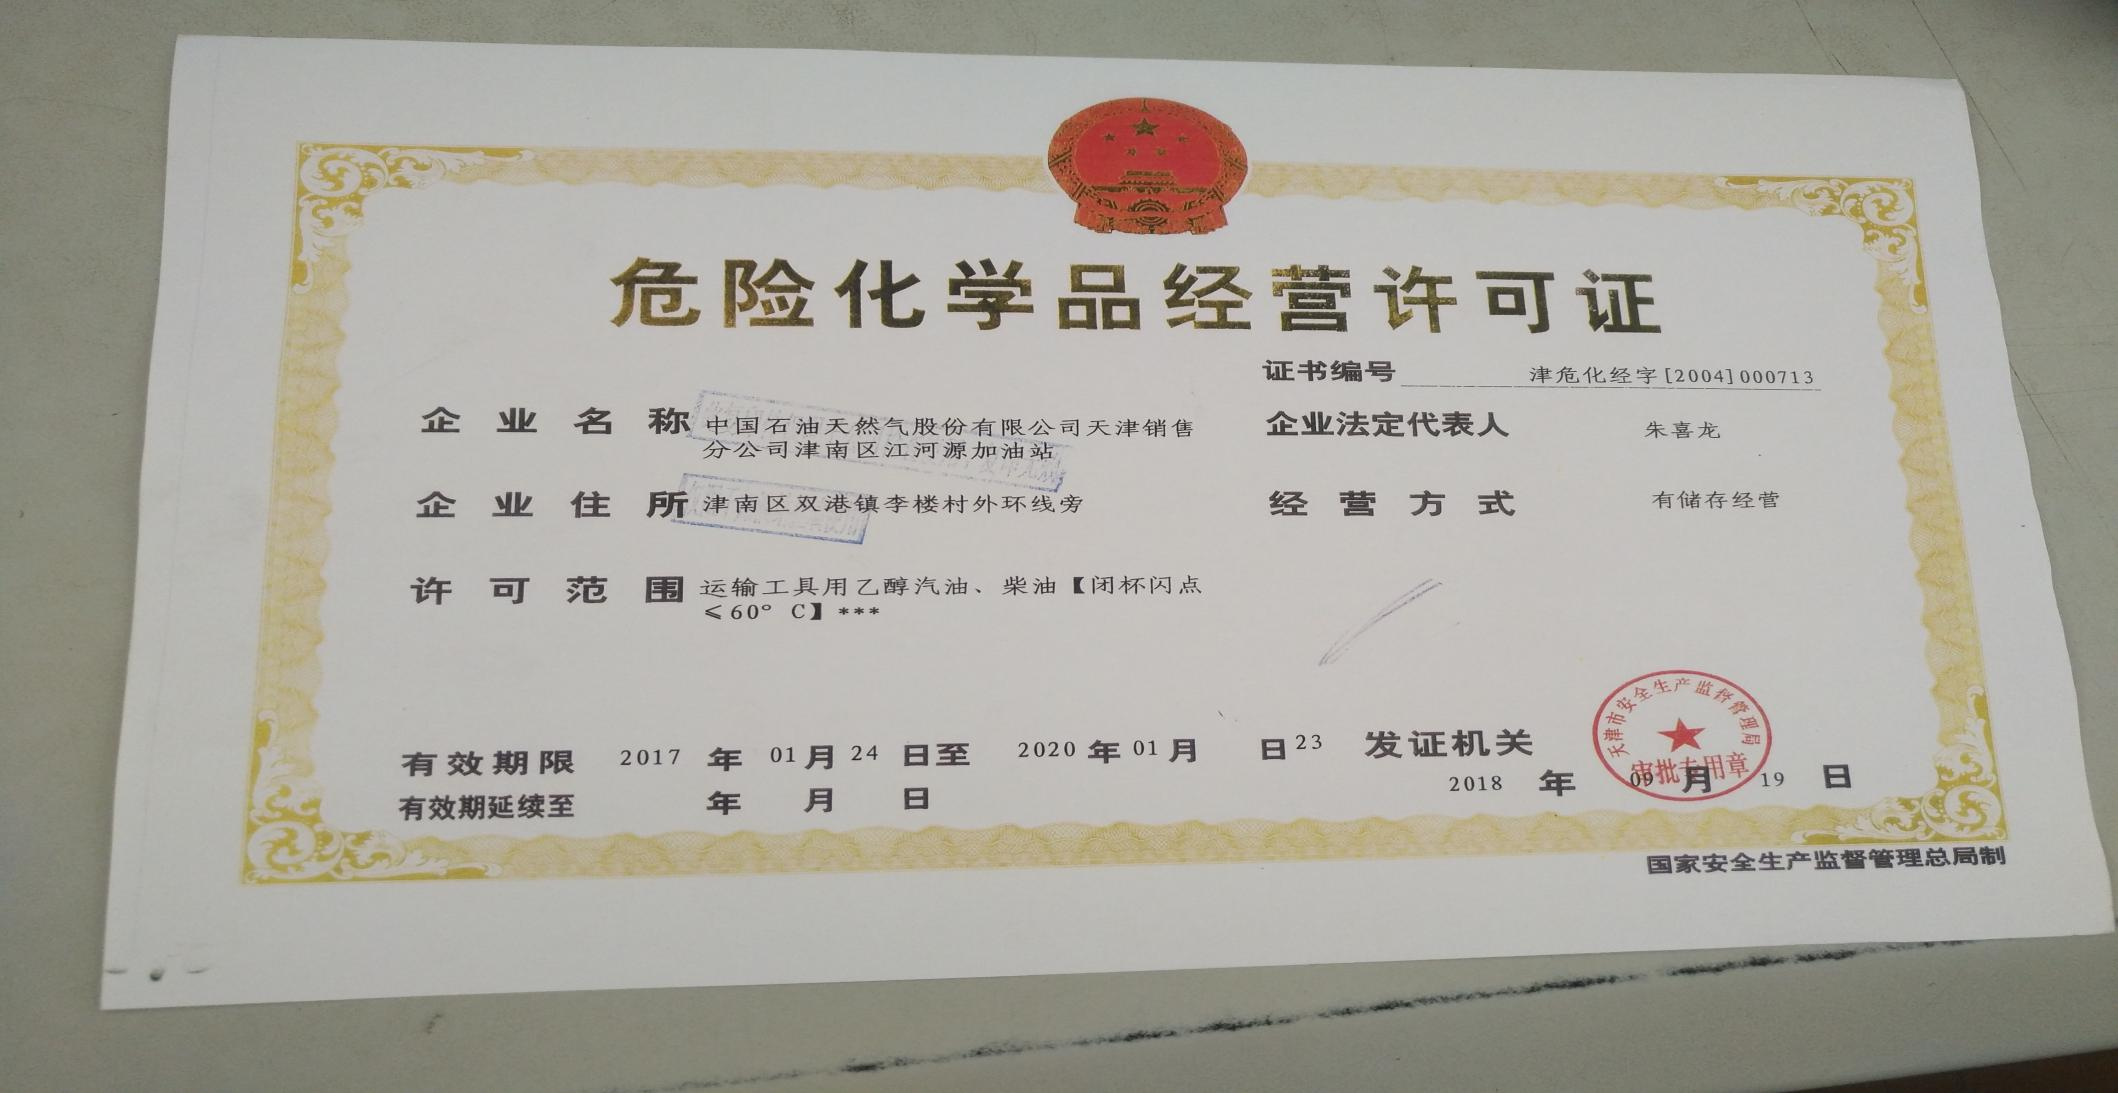 危险化学品经营许可证
证书编号 津危化经字[2004]000713
企业名称 中国石油天然气股份有限公司天津销售
分公司津南区江河源加油站
企业法定代表人 朱喜龙
企业住所 津南区双港镇李楼村外环线旁
经营方式 有储存经营
许可范围 运输工具用乙醇汽油、柴油【闭杯闪点
≤60° C】***
有效期限 2017 年 01 月 24 日至 2020 年 01 月 日 23
发证机关
天津市安全生产监督管理局
审批专用章
2018 年 09 月 19 日
有效期延续至 年 月 日
国家安全生产监督管理总局制